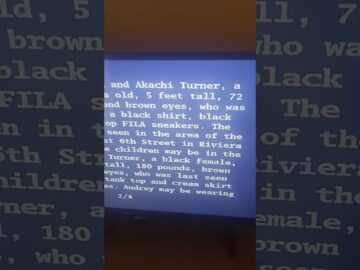 and Akachi Turner, a
s old, 5 feet tall, 72
and brown eyes, who was
a black shirt, black
op FILA sneakers. The
seen in the area of the
st 6th Street in Riviera
e children may be in the
Turner, a black female,
tall, 180 pounds, brown
eyes, who was last seen
tank top and cream skirt
es. Audrey may be wearing
2/4